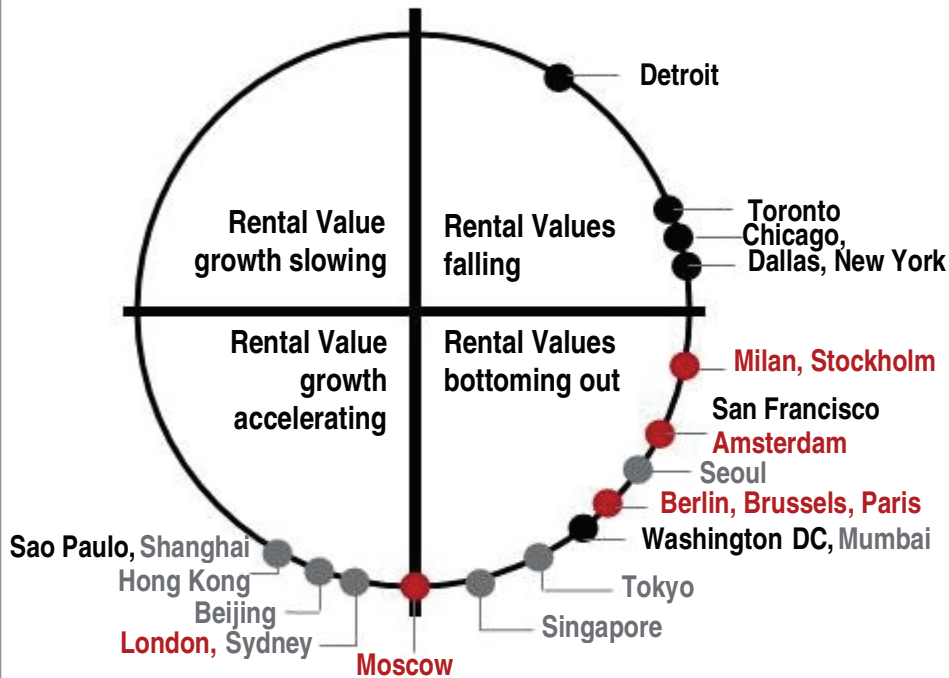 Detroit
Toronto
Chicago,
Dallas, New York
Rental Value
growth slowing
Rental Values
falling
Rental Value
growth
accelerating
Rental Values
bottoming out
Milan, Stockholm
San Francisco
Amsterdam
Seoul
Berlin, Brussels, Paris
Washington DC, Mumbai
Tokyo
Singapore
Moscow
Sao Paulo, Shanghai
Hong Kong
Beijing
London, Sydney